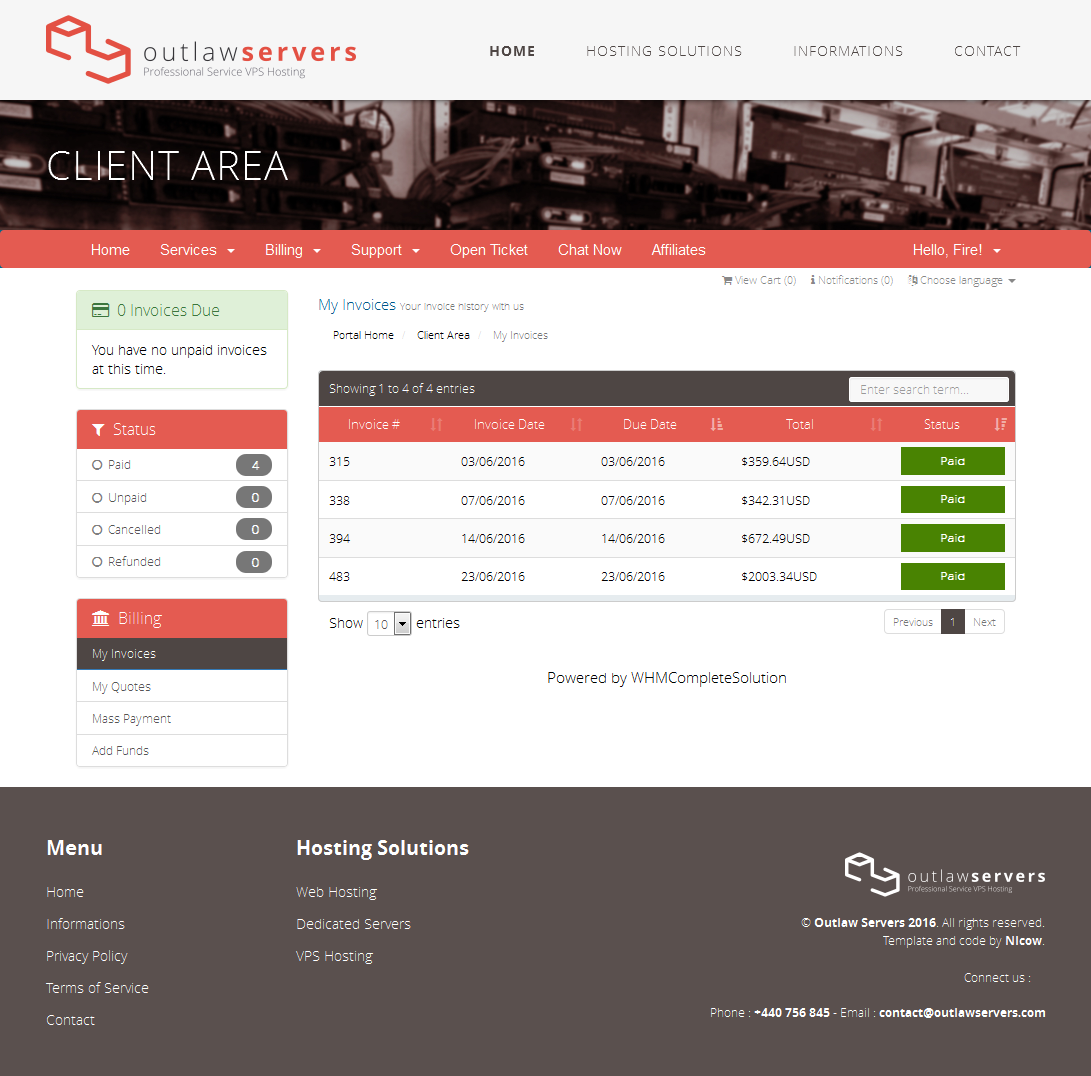 outlawservers
Professional Service VPS Hosting
HOME HOSTING SOLUTIONS INFORMATIONS CONTACT
CLIENT AREA
Home Services Billing Support Open Ticket Chat Now Affiliates Hello, Fire!
View Cart (0) Notifications (0) Choose language
0 Invoices Due
You have no unpaid invoices
at this time.
Status
Paid 4
Unpaid 0
Cancelled 0
Refunded 0
Billing
My Invoices
My Quotes
Mass Payment
Add Funds
My Invoices Your invoice history with us
Portal Home / Client Area / My Invoices
Showing 1 to 4 of 4 entries Enter search term...
Invoice # Invoice Date Due Date Total Status
315 03/06/2016 03/06/2016 $359.64USD Paid
338 07/06/2016 07/06/2016 $342.31USD Paid
394 14/06/2016 14/06/2016 $672.49USD Paid
483 23/06/2016 23/06/2016 $2003.34USD Paid
Show 10 entries Previous 1 Next
Powered by WHMCompleteSolution
Menu
Home
Informations
Privacy Policy
Terms of Service
Contact
Hosting Solutions
Web Hosting
Dedicated Servers
VPS Hosting
outlawservers
Professional Service VPS Hosting
© Outlaw Servers 2016. All rights reserved.
Template and code by NIcow.
Connect us :
Phone : +440 756 845 - Email : contact@outlawservers.com